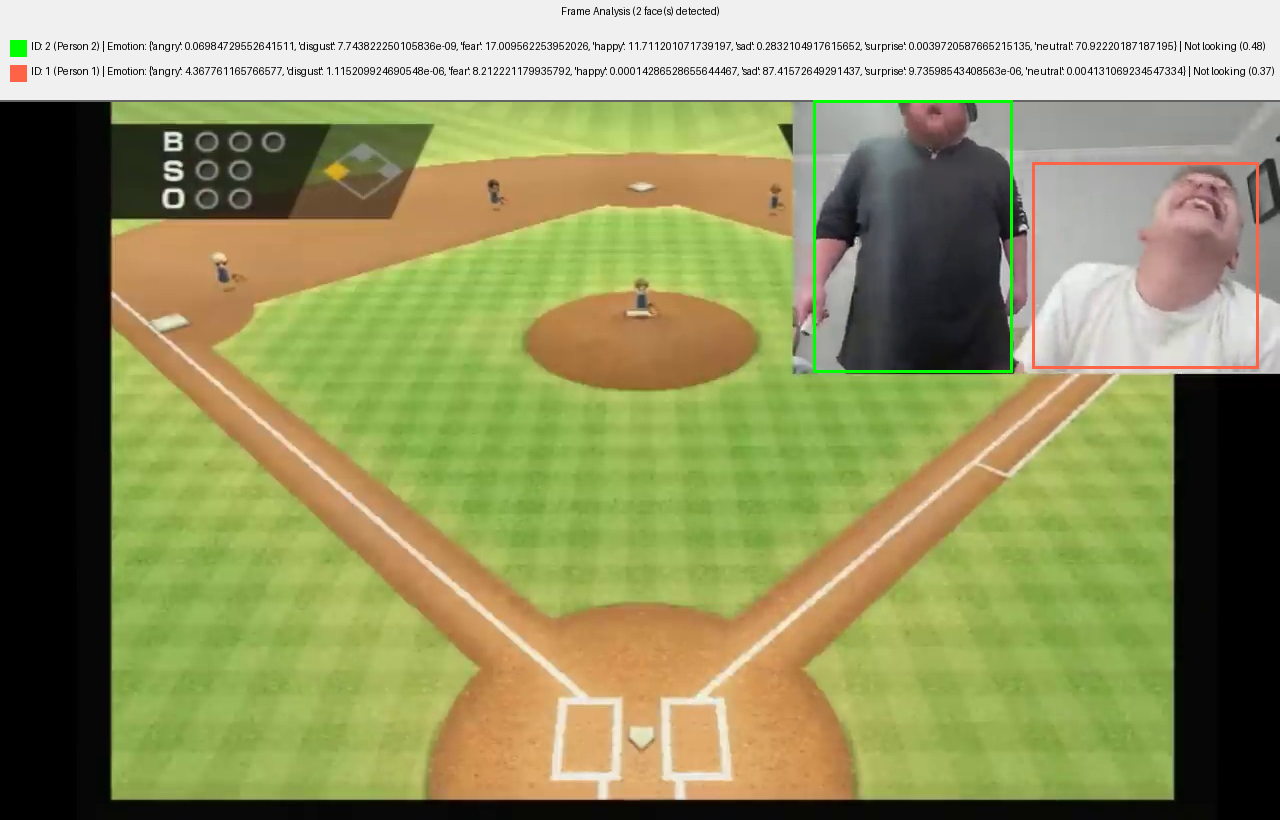 Frame Analysis (2 face(s) detected)
ID: 2 (Person 2) | Emotion: {'angry': 0.06984729552641511, 'disgust': 7.743822250105836e-09, 'fear': 17.009562253952026, 'happy': 11.711201071739197, 'sad': 0.2832104917615652, 'surprise': 0.0039720587665215135, 'neutral': 70.92220187187195} | Not looking (0.48)
ID: 1 (Person 1) | Emotion: {'angry': 4.367761165766577, 'disgust': 1.115209924690548e-06, 'fear': 8.212221179935792, 'happy': 0.00014286528655644467, 'sad': 87.41572649291437, 'surprise': 9.73598543408563e-06, 'neutral': 0.004131069234547334} | Not looking (0.37)
B
S
O